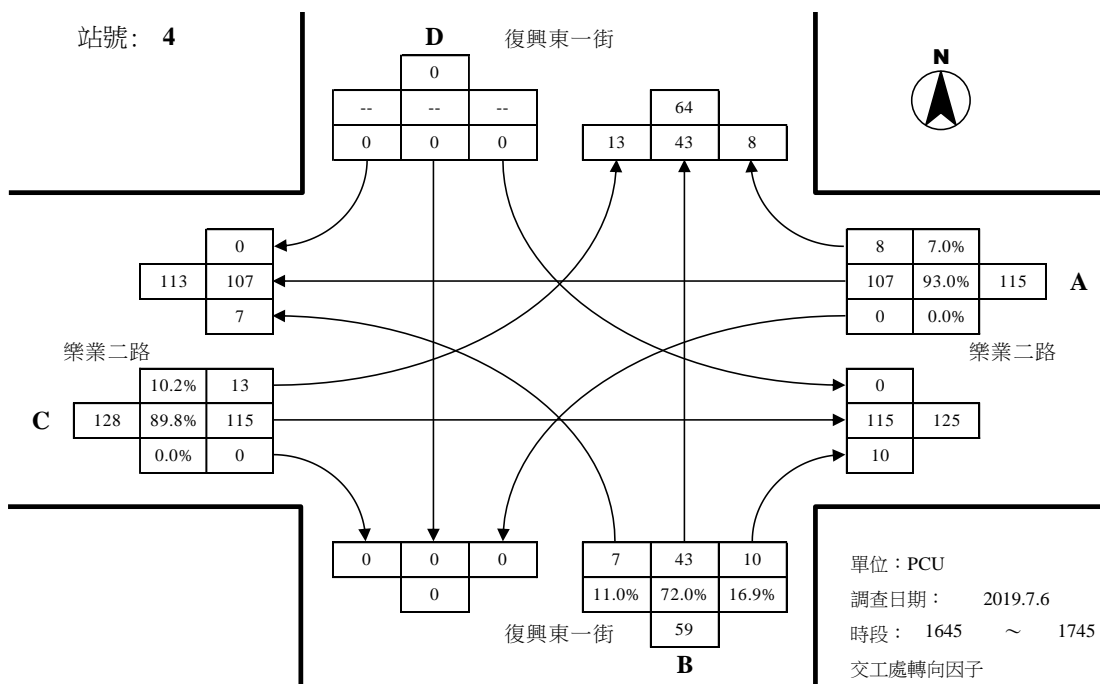 站號: 4
D 復興東一街
N
0
-- -- --
0 0 0
64
13 43 8
0
113 107
7
8 7.0%
107 93.0% 115 A
0 0.0%
樂業二路
樂業二路
10.2% 13
C 128 89.8% 115
0.0% 0
0
115 125
10
0 0 0
0
7 43 10
11.0% 72.0% 16.9%
59
復興東一街
B
單位：PCU
調查日期： 2019.7.6
時段： 1645 ～ 1745
交工處轉向因子